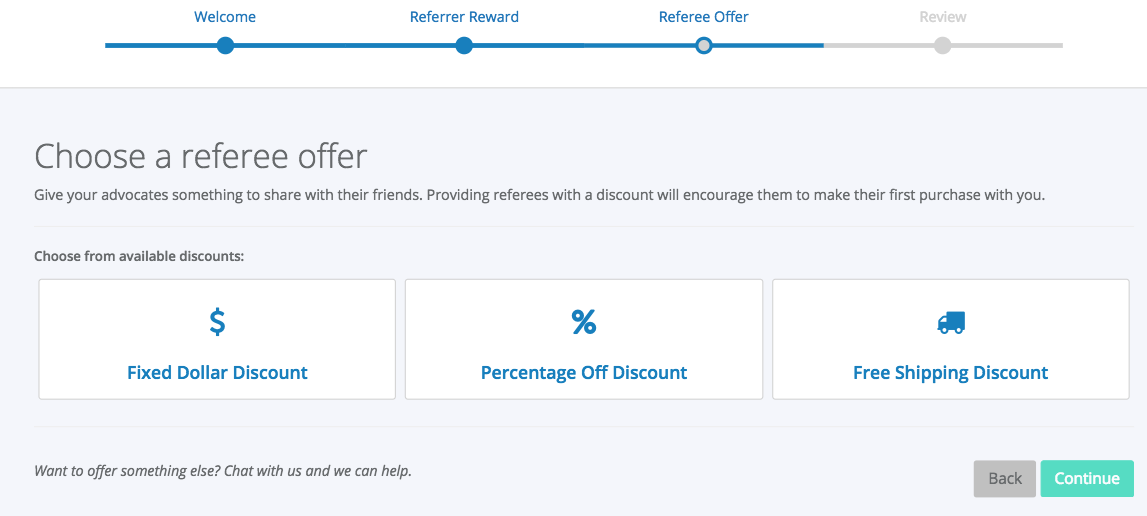 Welcome
Referrer Reward
Referee Offer
Review
Choose a referee offer
Give your advocates something to share with their friends. Providing referees with a discount will encourage them to make their first purchase with you.
Choose from available discounts:
$
%
Fixed Dollar Discount
Percentage Off Discount
Free Shipping Discount
Want to offer something else? Chat with us and we can help.
Back
Continue